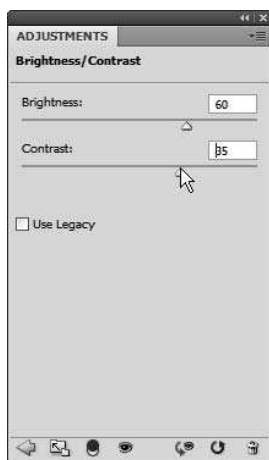 ADJUSTMENTS
Brightness/Contrast
Brightness: 60
Contrast: 35
Use Legacy